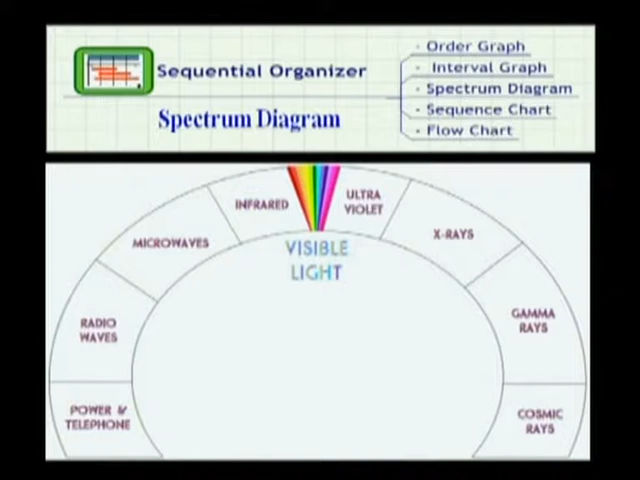 Sequential Organizer
Spectrum Diagram
· Order Graph
· Interval Graph
· Spectrum Diagram
· Sequence Chart
· Flow Chart
INFRARED
ULTRA
VIOLET
MICROWAVES
X-RAYS
VISIBLE
LIGHT
RADIO
WAVES
GAMMA
RAYS
POWER &
TELEPHONE
COSMIC
RAYS